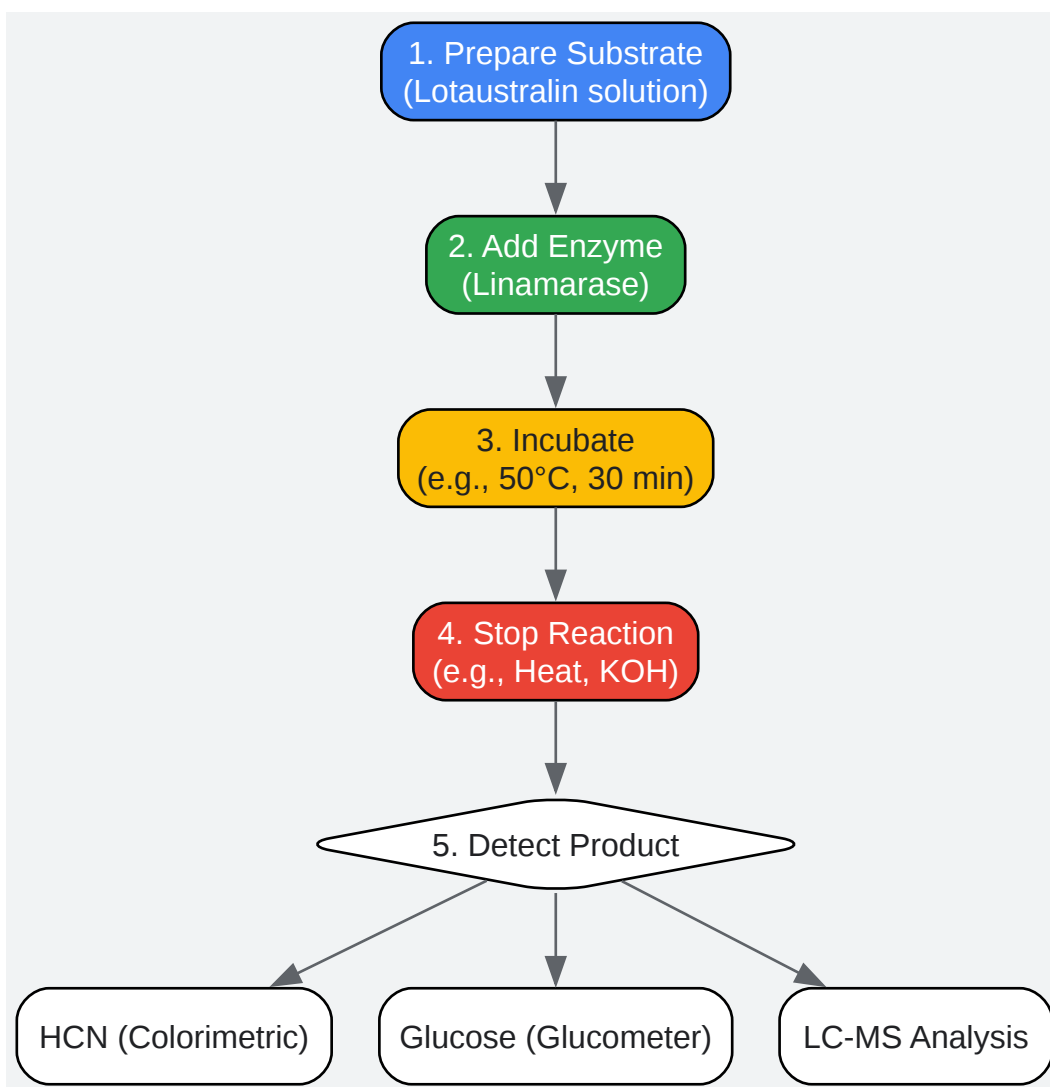 1. Prepare Substrate
(Lotaustralin solution)
2. Add Enzyme
(Linamarase)
3. Incubate
(e.g., 50°C, 30 min)
4. Stop Reaction
(e.g., Heat, KOH)
5. Detect Product
HCN (Colorimetric)
Glucose (Glucometer)
LC-MS Analysis